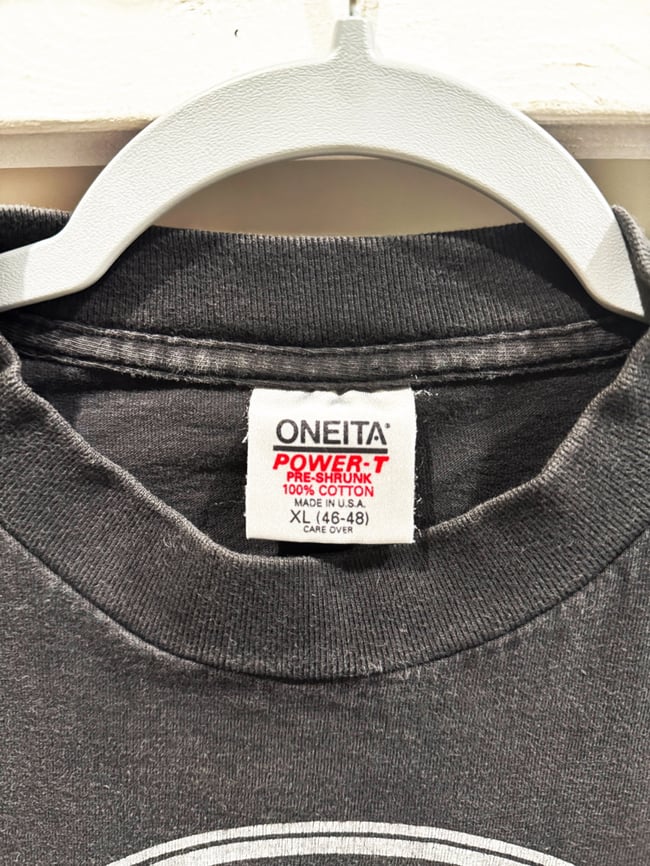 ONEITA®
POWER-T
PRE-SHRUNK
100% COTTON
MADE IN U.S.A.
XL (46-48)
CARE OVER